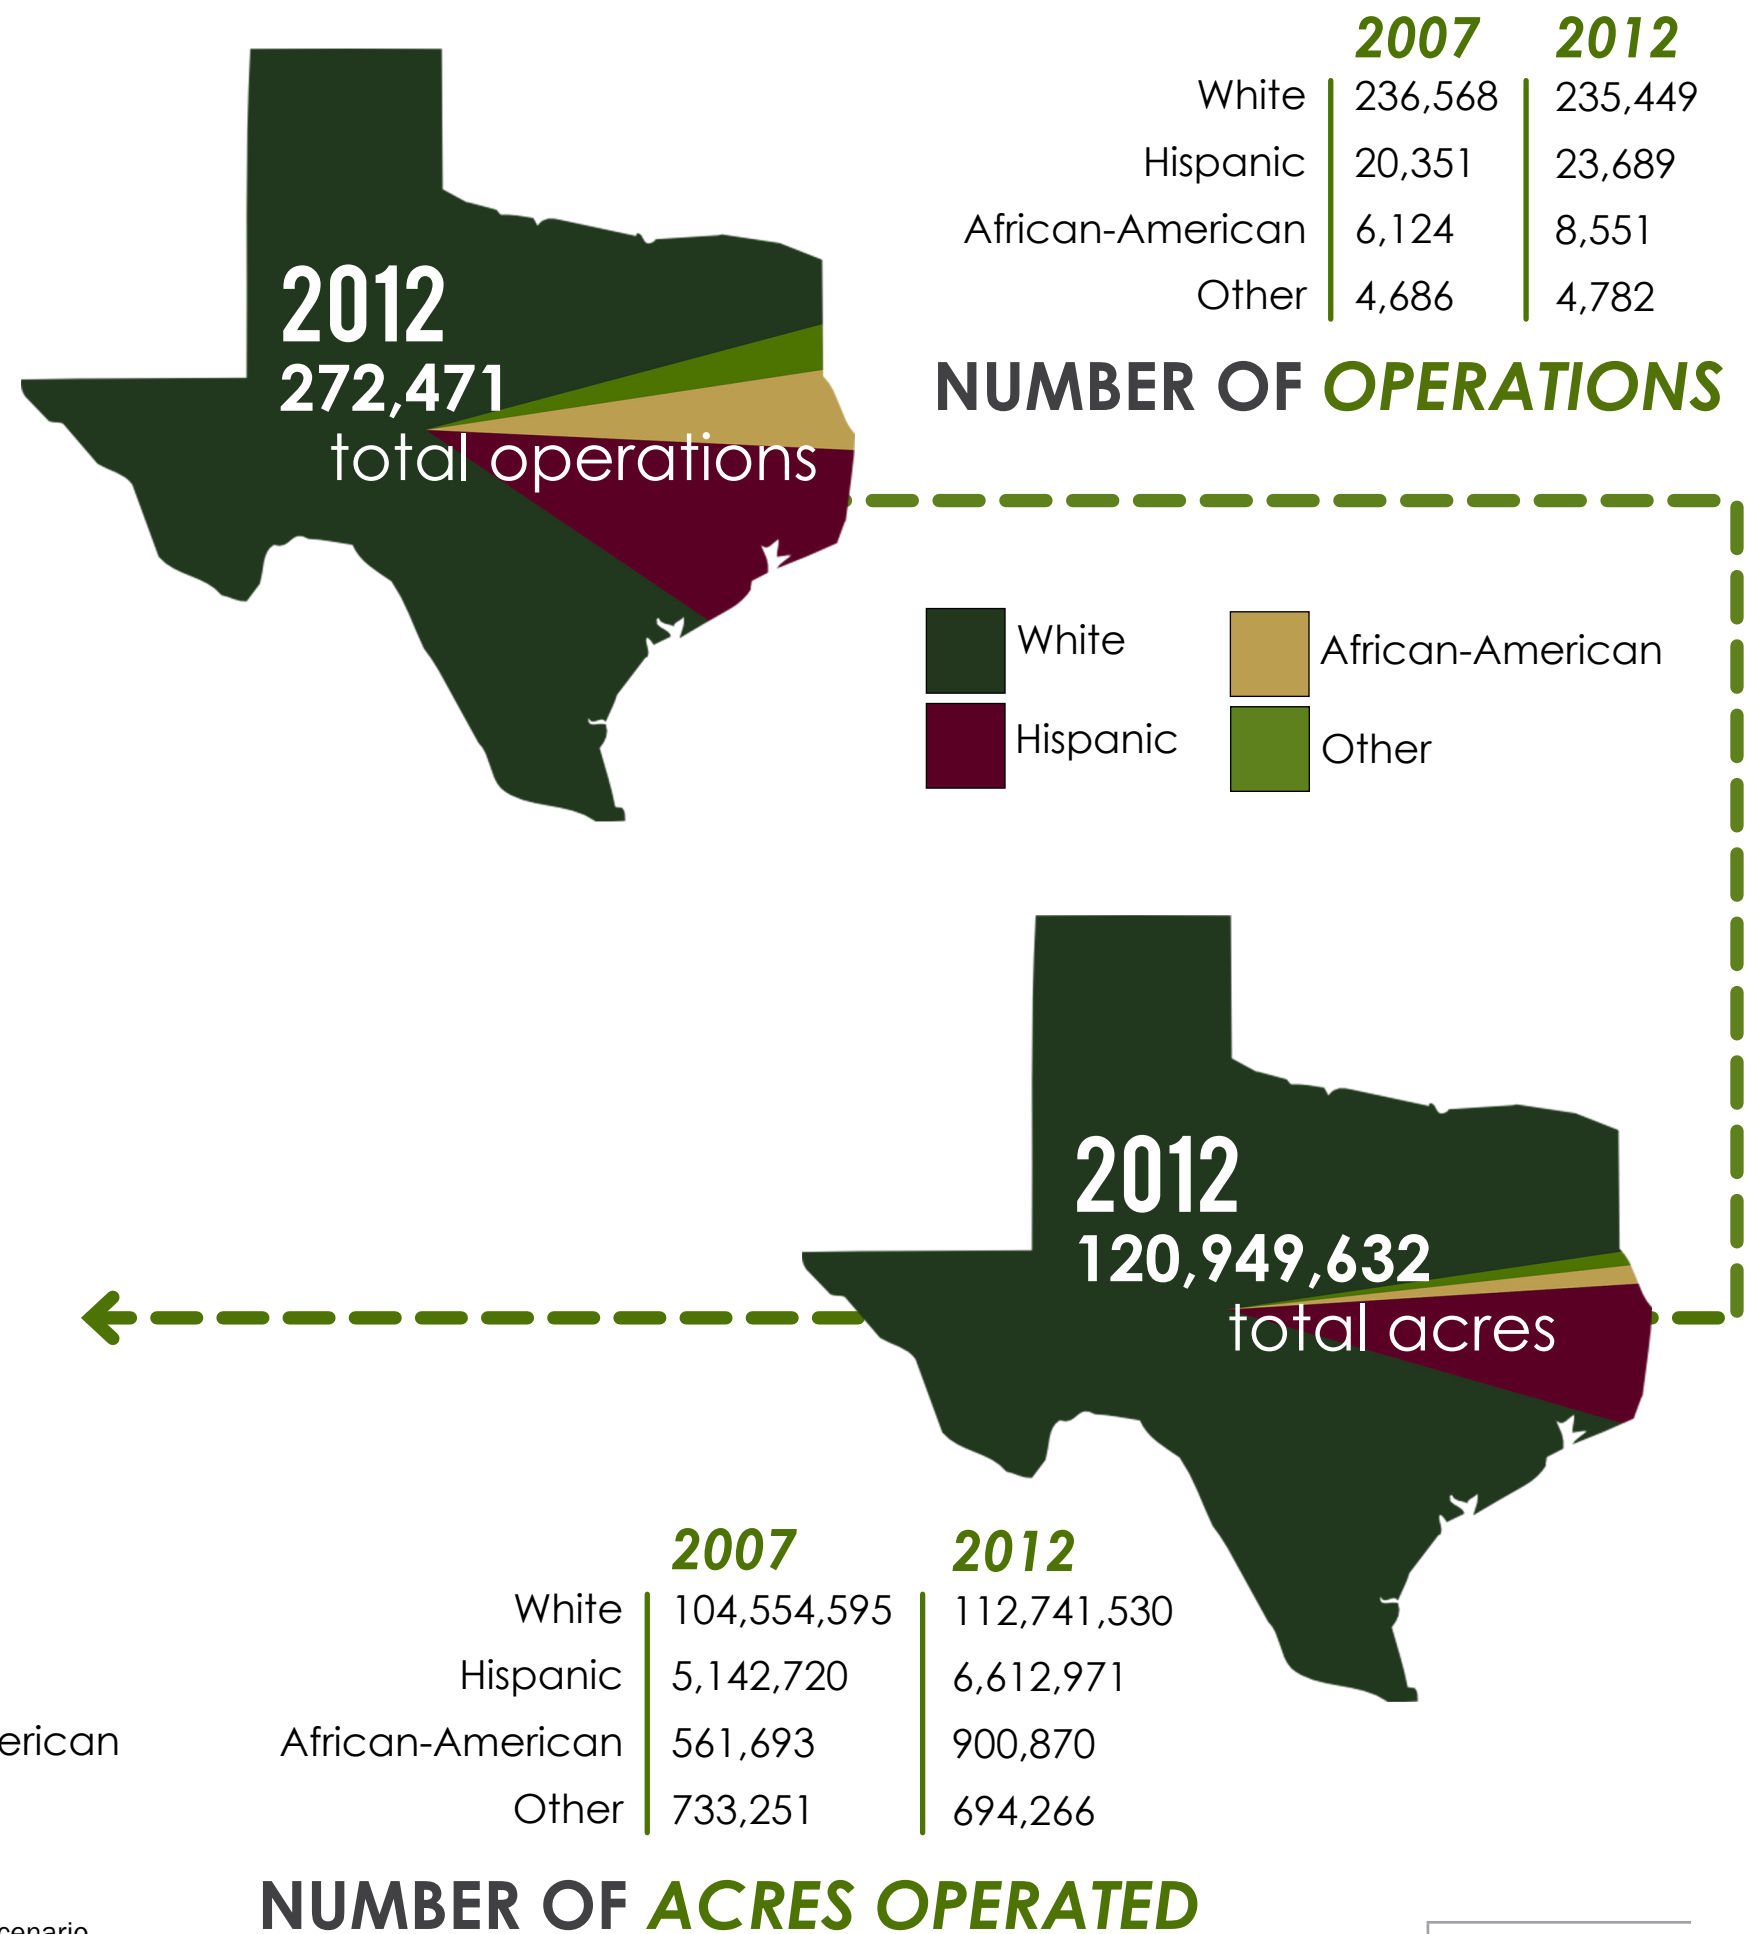 2007 2012
White 236,568 235,449
Hispanic 20,351 23,689
African-American 6,124 8,551
Other 4,686 4,782
NUMBER OF OPERATIONS
2012
272,471
total operations
White
African-American
Hispanic
Other
2012
120,949,632
total acres
2007 2012
White 104,554,595 112,741,530
Hispanic 5,142,720 6,612,971
erican
African-American 561,693 900,870
Other 733,251 694,266
NUMBER OF ACRES OPERATED
cenario